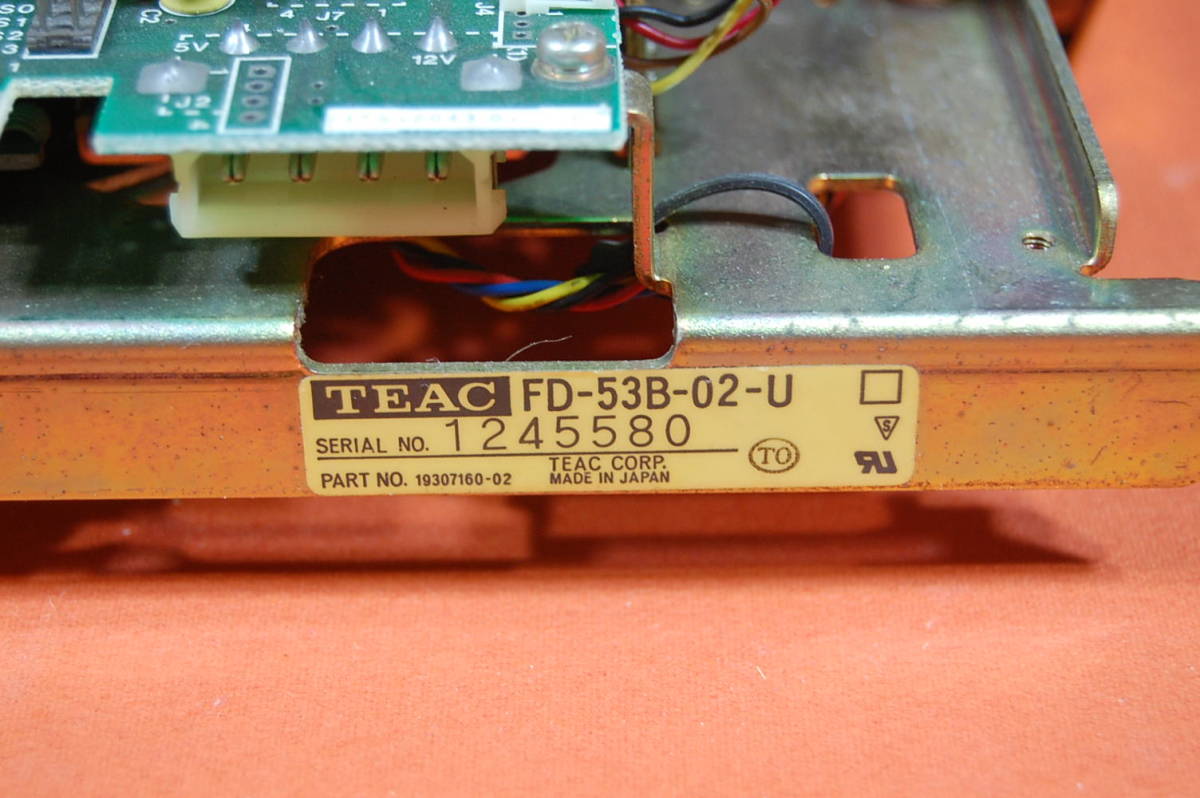 4 J7 1
J4
5V
12V
J2
TEAC FD-53B-02-U
SERIAL NO. 1245580
PART NO. 19307160-02
TEAC CORP.
MADE IN JAPAN
TO
S